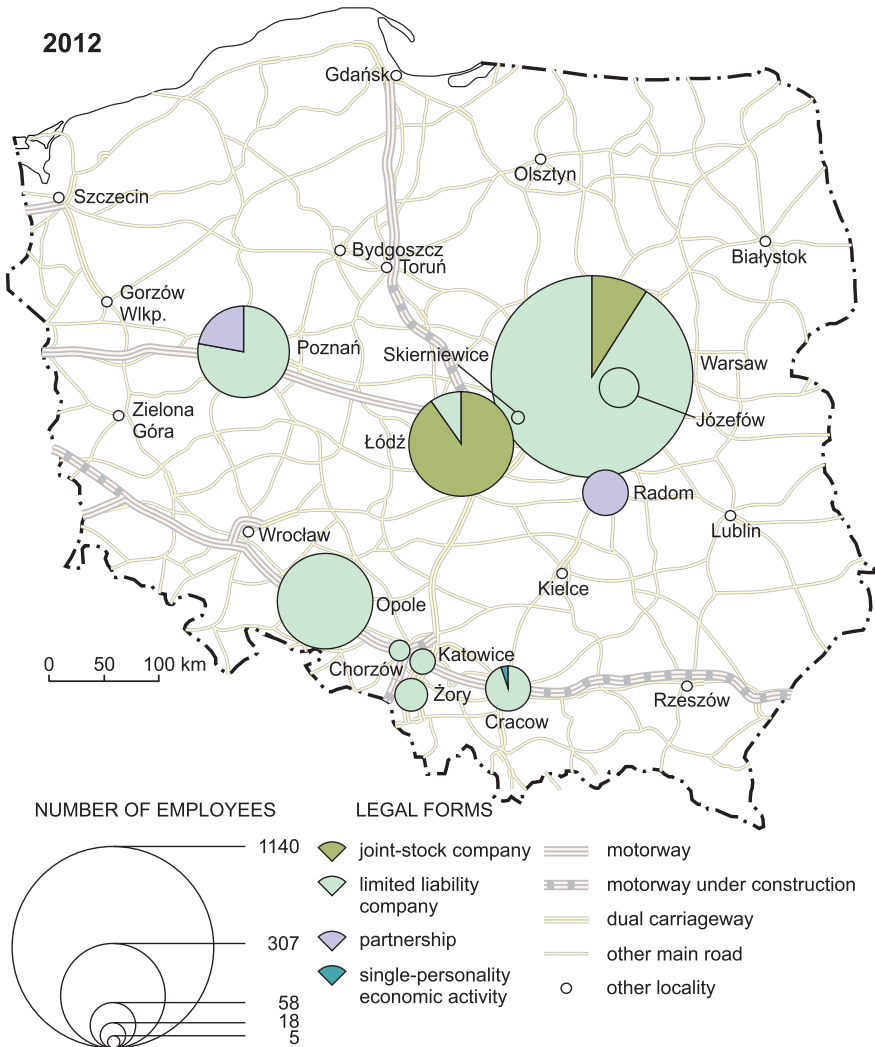 2012
Gdańsk
Olsztyn
Szczecin
Bydgoszcz
Toruń
Białystok
Gorzów
Wlkp.
Poznań
Skierniewice
Warsaw
Józefów
Zielona
Góra
Łódź
Radom
Lublin
Wrocław
Kielce
Opole
Katowice
Chorzów
Żory
Cracow
Rzeszów
0 50 100 km
NUMBER OF EMPLOYEES
1140
307
58
18
5
LEGAL FORMS
joint-stock company
limited liability
company
partnership
single-personality
economic activity
motorway
motorway under construction
dual carriageway
other main road
other locality